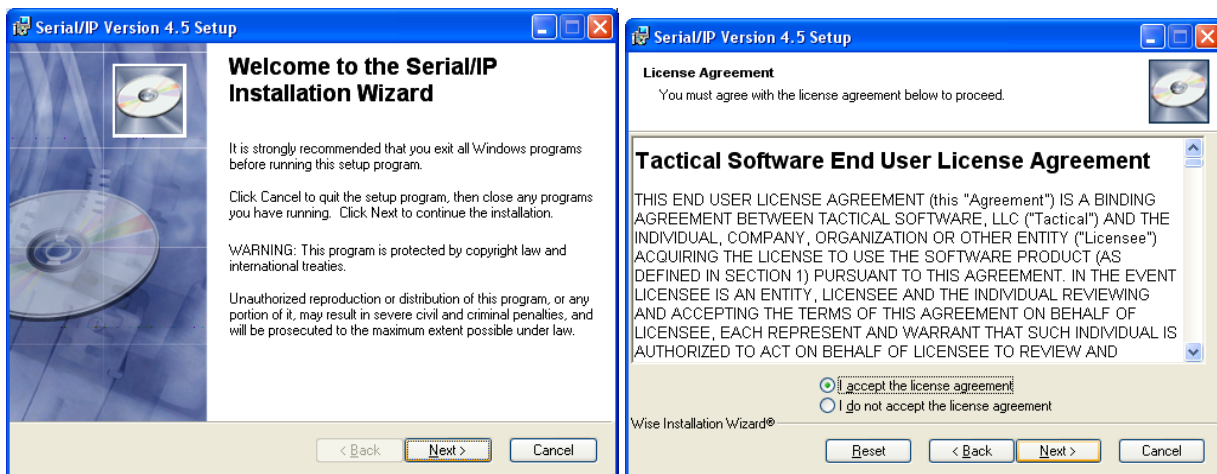 Serial/IP Version 4.5 Setup
Welcome to the Serial/IP
Installation Wizard
It is strongly recommended that you exit all Windows programs
before running this setup program.
Click Cancel to quit the setup program, then close any programs
you have running. Click Next to continue the installation.
WARNING: This program is protected by copyright law and
international treaties.
Unauthorized reproduction or distribution of this program, or any
portion of it, may result in severe civil and criminal penalties, and
will be prosecuted to the maximum extent possible under law.
< Back
Next >
Cancel
Serial/IP Version 4.5 Setup
License Agreement
You must agree with the license agreement below to proceed.
Tactical Software End User License Agreement
THIS END USER LICENSE AGREEMENT (this "Agreement") IS A BINDING
AGREEMENT BETWEEN TACTICAL SOFTWARE, LLC ("Tactical") AND THE
INDIVIDUAL, COMPANY, ORGANIZATION OR OTHER ENTITY ("Licensee")
ACQUIRING THE LICENSE TO USE THE SOFTWARE PRODUCT (AS
DEFINED IN SECTION 1) PURSUANT TO THIS AGREEMENT. IN THE EVENT
LICENSEE IS AN ENTITY, LICENSEE AND THE INDIVIDUAL REVIEWING
AND ACCEPTING THE TERMS OF THIS AGREEMENT ON BEHALF OF
LICENSEE, EACH REPRESENT AND WARRANT THAT SUCH INDIVIDUAL IS
AUTHORIZED TO ACT ON BEHALF OF LICENSEE TO REVIEW AND
I accept the license agreement
I do not accept the license agreement
Wise Installation Wizard®
Reset
< Back
Next >
Cancel